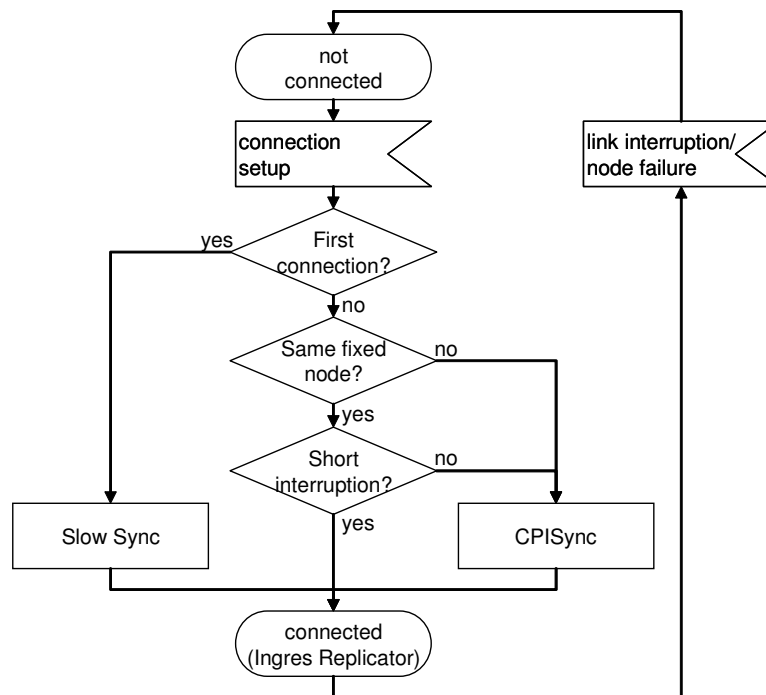 not
connected
connection
setup
link interruption/
node failure
yes
First
connection?
no
Same fixed
node?
no
yes
Short
interruption?
no
yes
Slow Sync
CPISync
connected
(Ingres Replicator)